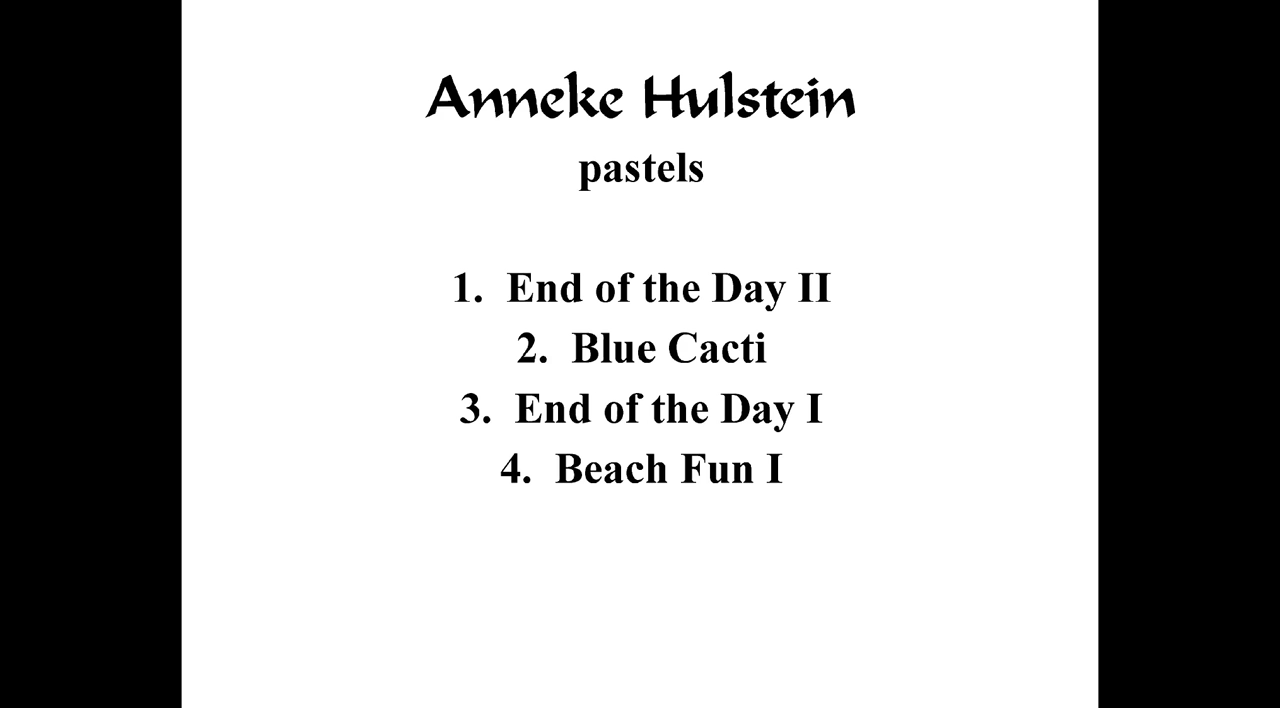 Anneke Hulstein
pastels
1. End of the Day II
2. Blue Cacti
3. End of the Day I
4. Beach Fun I